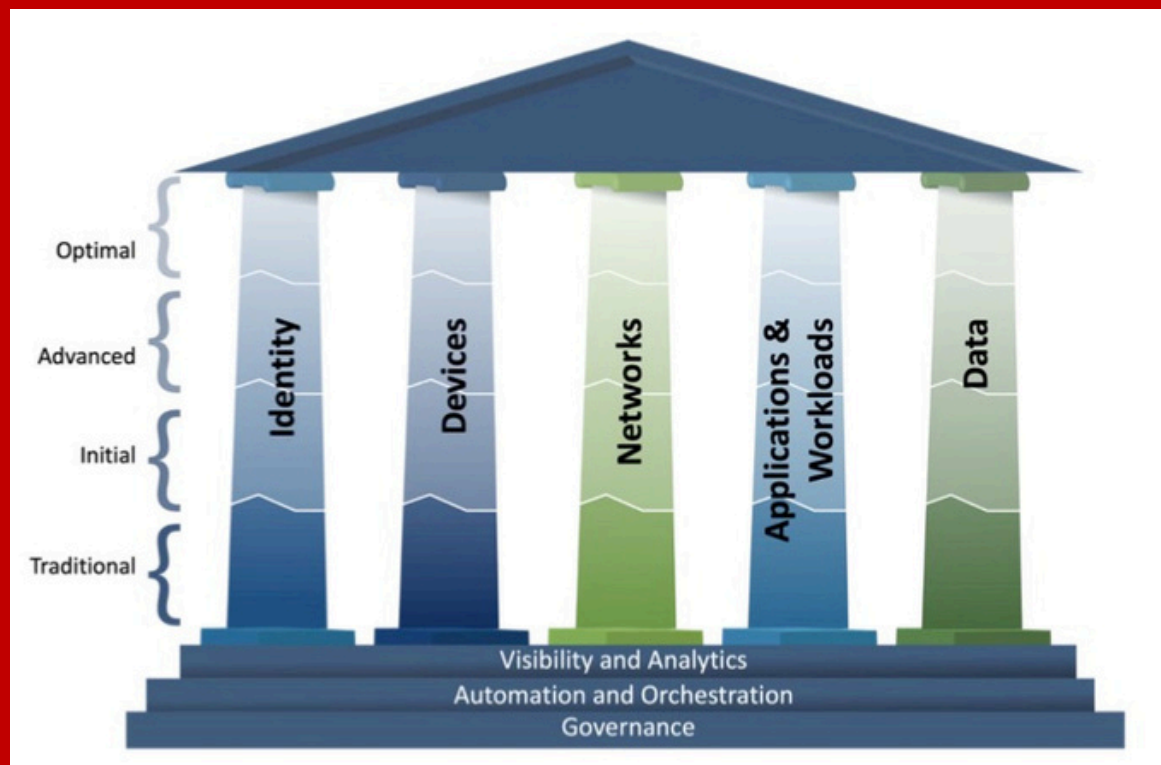 Optimal
Advanced
Initial
Traditional
Identity
Devices
Networks
Applications &
Workloads
Data
Visibility and Analytics
Automation and Orchestration
Governance